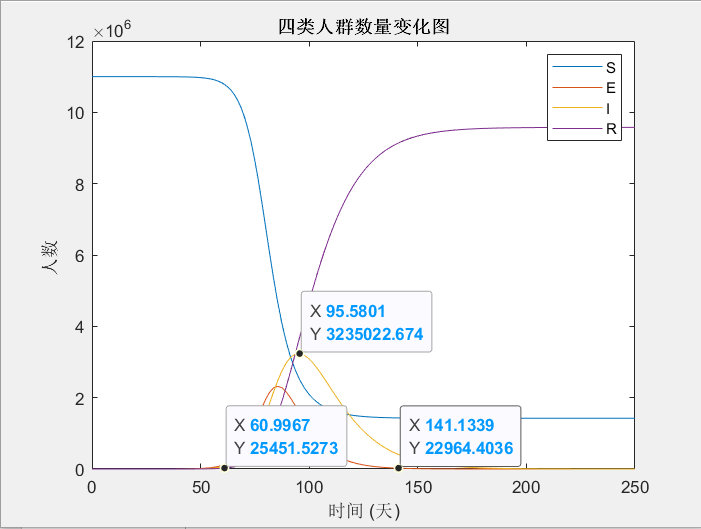 四类人群数量变化图
×10⁶
12
10
8
6
4
2
0
人数
S
E
I
R
X 95.5801
Y 3235022.674
X 60.9967
Y 25451.5273
X 141.1339
Y 22964.4036
0 50 100 150 200 250
时间 (天)